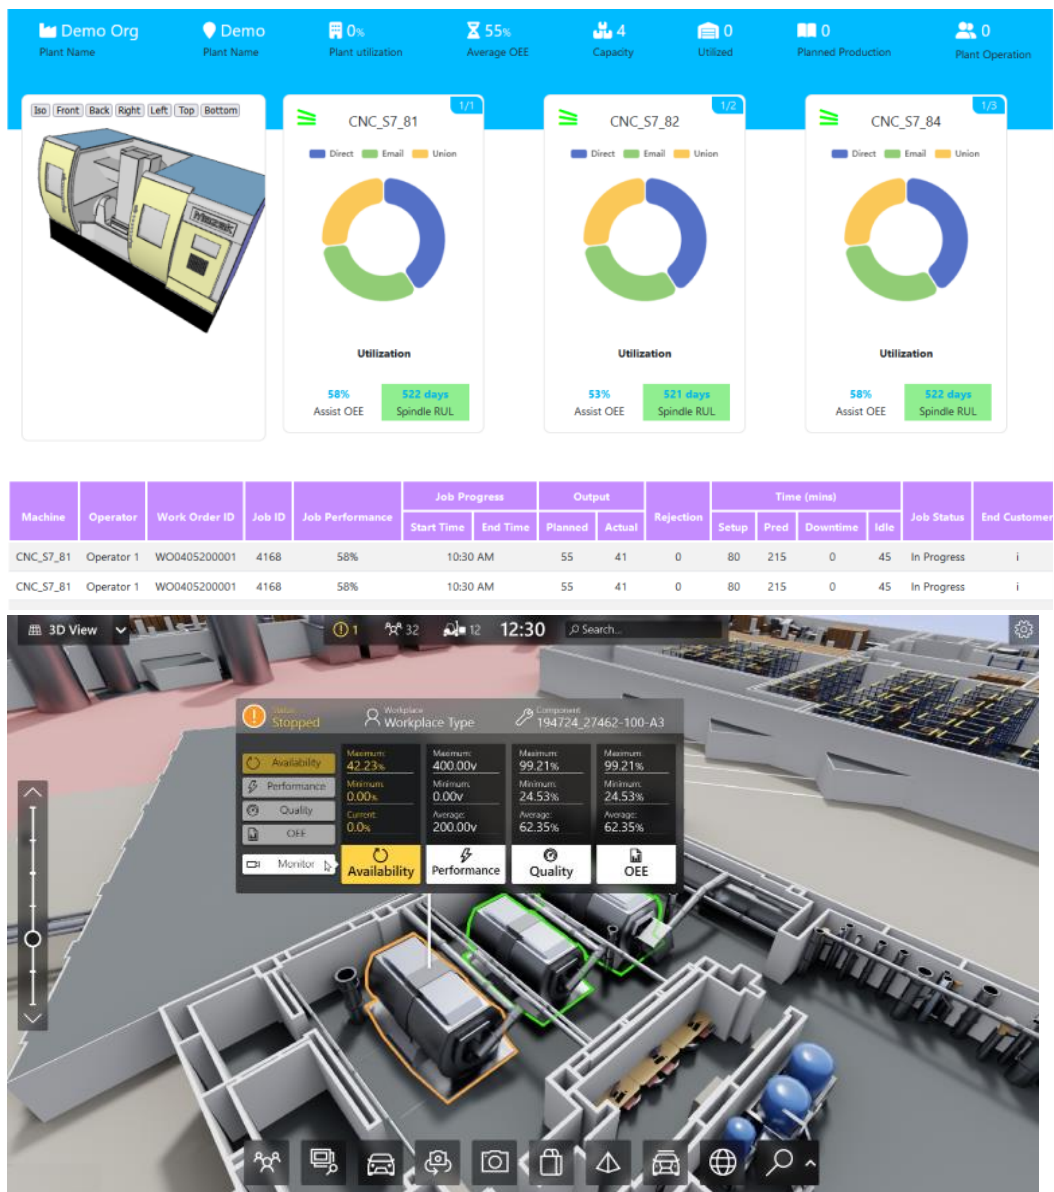 Demo Org Demo 0% 55% 4 0 0 0
Plant Name Plant Name Plant utilization Average OEE Capacity Utilized Planned Production Plant Operation
Iso Front Back Right Left Top Bottom
Mazak
1/1
CNC_S7_81
Direct Email Union
Utilization
58% 522 days
Assist OEE Spindle RUL
1/2
CNC_S7_82
Direct Email Union
Utilization
53% 521 days
Assist OEE Spindle RUL
1/3
CNC_S7_84
Direct Email Union
Utilization
58% 522 days
Assist OEE Spindle RUL
Job Progress Output Time (mins)
Machine Operator Work Order ID Job ID Job Performance Start Time End Time Planned Actual Rejection Setup Pred Downtime Idle Job Status End Customer
CNC_S7_81 Operator 1 WO0405200001 4168 58% 10:30 AM 55 41 0 80 215 0 45 In Progress i
CNC_S7_81 Operator 1 WO0405200001 4168 58% 10:30 AM 55 41 0 80 215 0 45 In Progress i
3D View 1 32 12 12:30 Search...
Status Workplace Component
Stopped Workplace Type 194724_27462-100-A3
Availability
Performance
Quality
OEE
Monitor
Maximum: Maximum: Maximum: Maximum:
42.23% 400.00v 99.21% 99.21%
Minimum: Minimum: Minimum: Minimum:
0.00% 0.00v 24.53% 24.53%
Current: Average: Average: Average:
0.0% 200.00v 62.35% 62.35%
Availability Performance Quality OEE